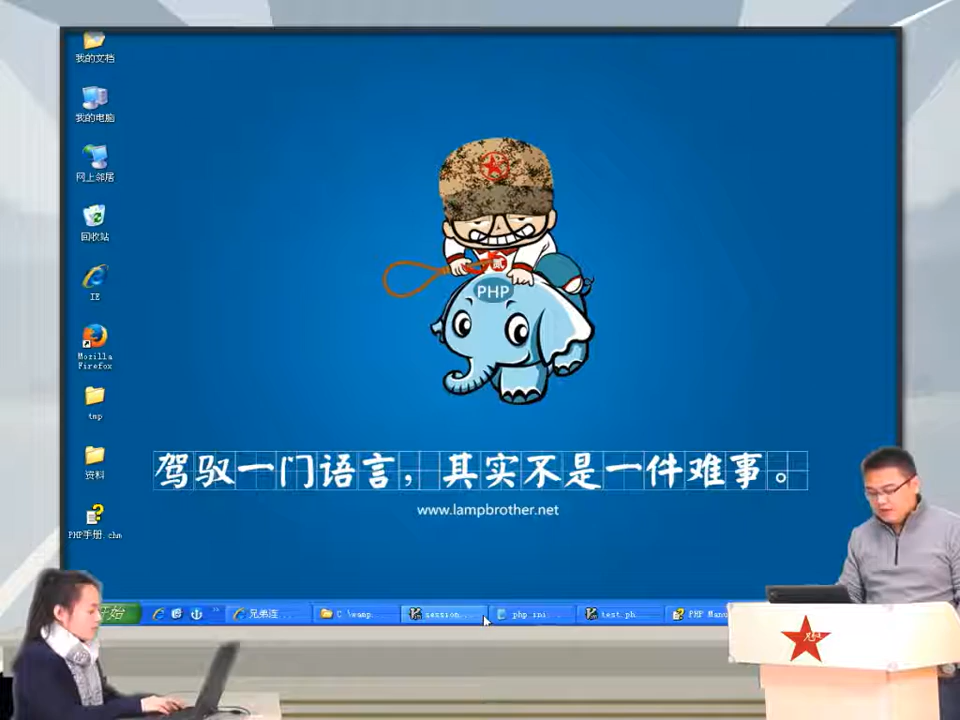 我的文档
我的电脑
网上邻居
回收站
IE
Mozilla
Firefox
tmp
资料
PHP手册.chm
贰
PHP
驾驭一门语言，其实不是一件难事。
www.lampbrother.net
开始
兄弟连...
C:\wamp
session...
php.ini...
test.ph...
PHP Manu